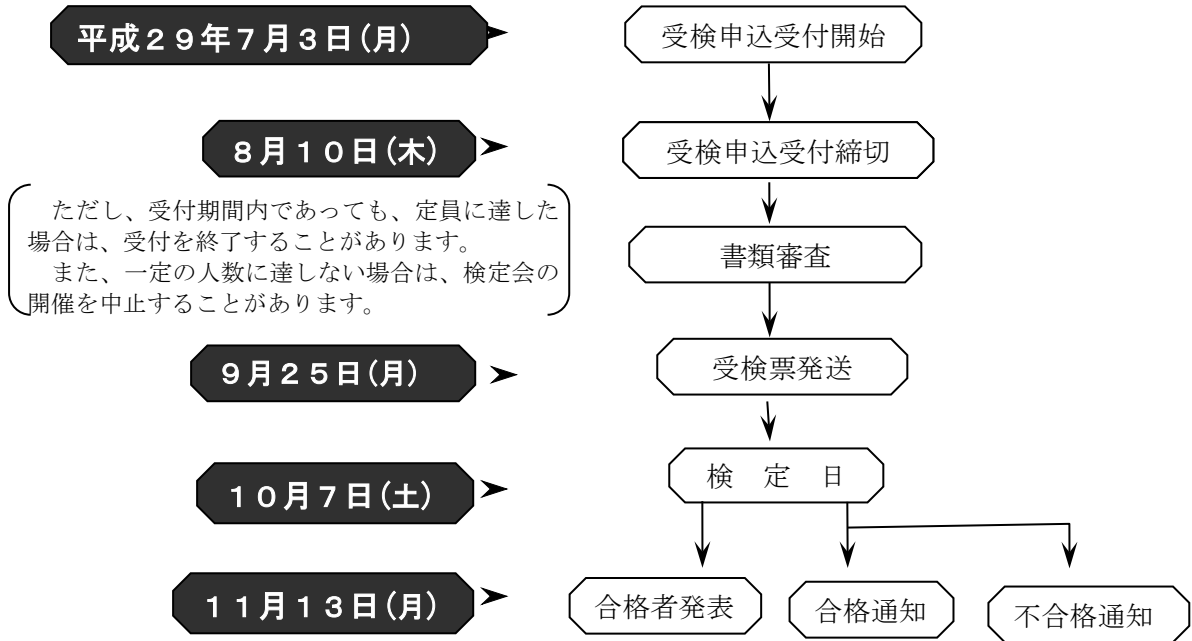 平成２９年７月３日(月)
受検申込受付開始
８月１０日(木)
受検申込受付締切
ただし、受付期間内であっても、定員に達した
場合は、受付を終了することがあります。
また、一定の人数に達しない場合は、検定会の
開催を中止することがあります。
書類審査
９月２５日(月)
受検票発送
１０月７日(土)
検　定　日
１１月１３日(月)
合格者発表
合格通知
不合格通知